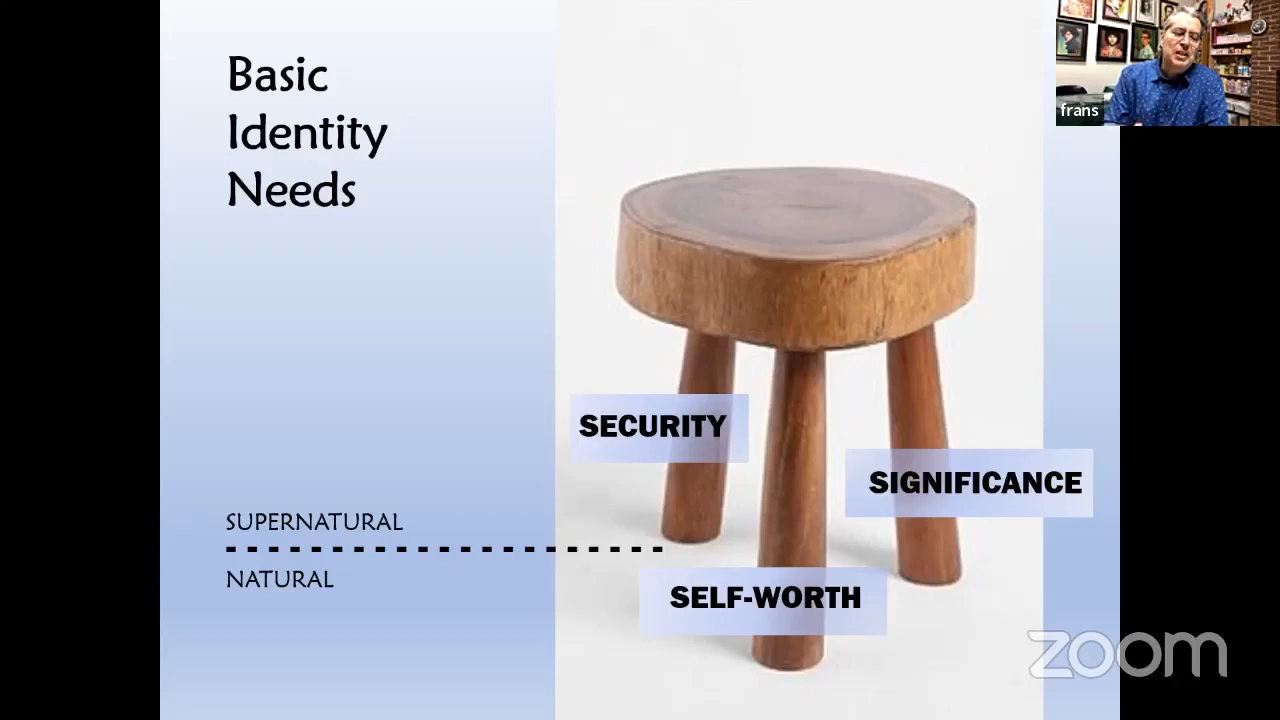 Basic
Identity
Needs
frans
SECURITY
SIGNIFICANCE
SUPERNATURAL
NATURAL
SELF-WORTH
zoom